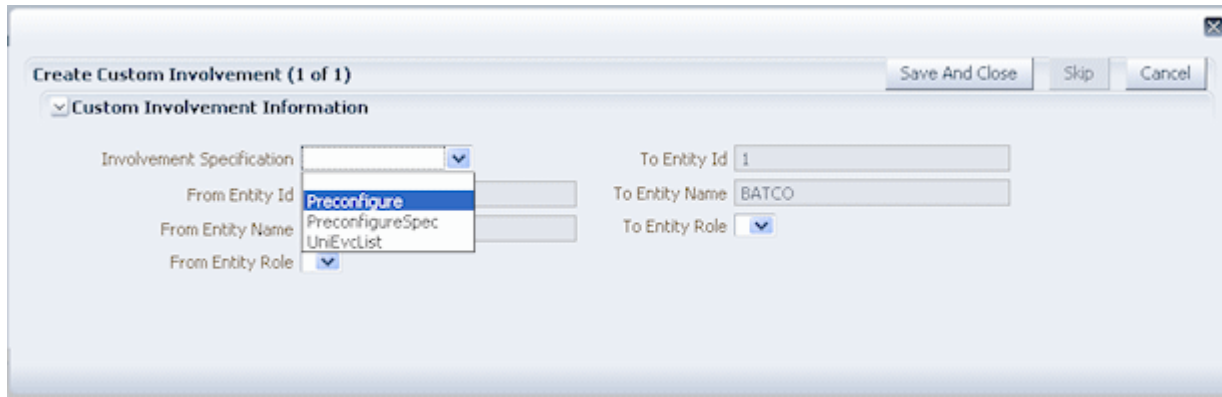 Create Custom Involvement (1 of 1)
Save And Close
Skip
Cancel
Custom Involvement Information
Involvement Specification
Preconfigure
PreconfigureSpec
UniEvcList
From Entity Id
From Entity Name
From Entity Role
To Entity Id 1
To Entity Name BATCO
To Entity Role